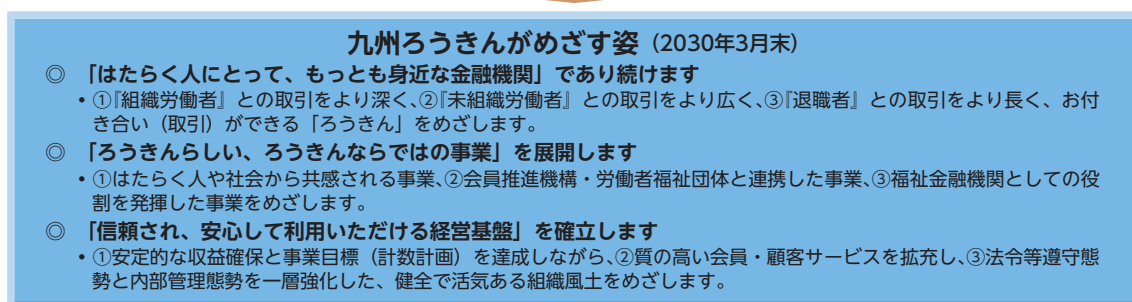 九州ろうきんがめざす姿（2030年3月末）
◎ 「はたらく人にとって、もっとも身近な金融機関」であり続けます
• ①『組織労働者』との取引をより深く、②『未組織労働者』との取引をより広く、③『退職者』との取引をより長く、お付
き合い（取引）ができる「ろうきん」をめざします。
◎ 「ろうきんらしい、ろうきんならではの事業」を展開します
• ①はたらく人や社会から共感される事業、②会員推進機構・労働者福祉団体と連携した事業、③福祉金融機関としての役
割を発揮した事業をめざします。
◎ 「信頼され、安心して利用いただける経営基盤」を確立します
• ①安定的な収益確保と事業目標（計数計画）を達成しながら、②質の高い会員・顧客サービスを拡充し、③法令等遵守態
勢と内部管理態勢を一層強化した、健全で活気ある組織風土をめざします。